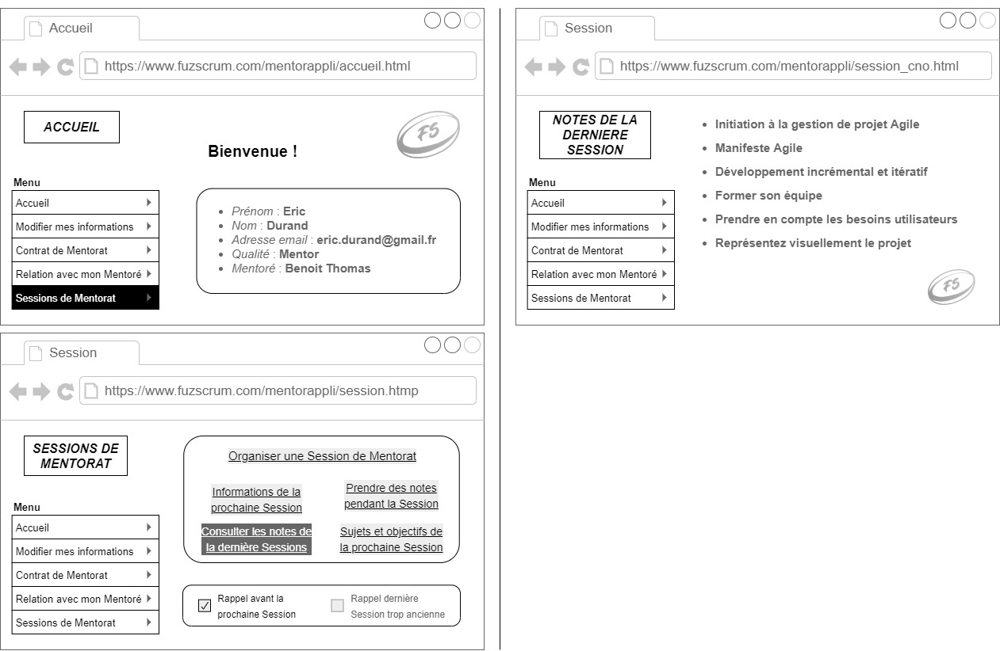 Accueil
https://www.fuzscrum.com/mentorappli/accueil.html
ACCUEIL
FS
Bienvenue !
Menu
Accueil
Modifier mes informations
Contrat de Mentorat
Relation avec mon Mentoré
Sessions de Mentorat
Prénom : Eric
Nom : Durand
Adresse email : eric.durand@gmail.fr
Qualité : Mentor
Mentoré : Benoit Thomas
Session
https://www.fuzscrum.com/mentorappli/session.htmp
SESSIONS DE
MENTORAT
Menu
Accueil
Modifier mes informations
Contrat de Mentorat
Relation avec mon Mentoré
Sessions de Mentorat
Organiser une Session de Mentorat
Informations de la
prochaine Session
Prendre des notes
pendant la Session
Consulter les notes de
la dernière Sessions
Sujets et objectifs de
la prochaine Session
Rappel avant la
prochaine Session
Rappel dernière
Session trop ancienne
Session
https://www.fuzscrum.com/mentorappli/session_cno.html
NOTES DE LA
DERNIERE
SESSION
Menu
Accueil
Modifier mes informations
Contrat de Mentorat
Relation avec mon Mentoré
Sessions de Mentorat
Initiation à la gestion de projet Agile
Manifeste Agile
Développement incrémental et itératif
Former son équipe
Prendre en compte les besoins utilisateurs
Représentez visuellement le projet
FS